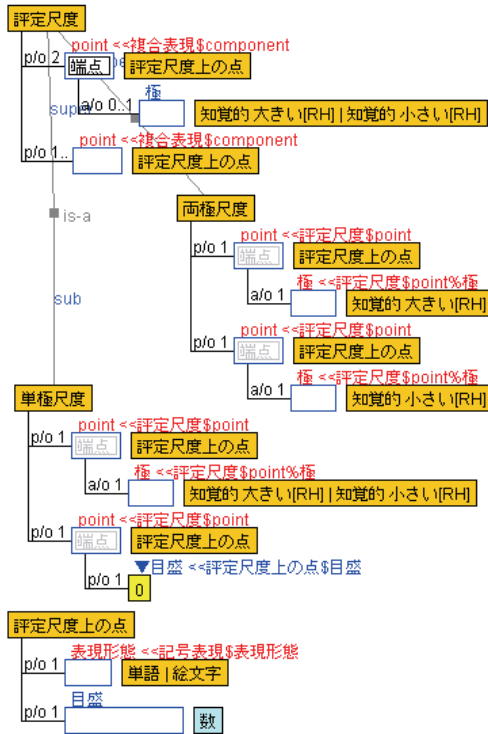 評定尺度
point <<複合表現$component
p/o 2 端点 評定尺度上の点
極
a/o 0..1 知覚的 大きい[RH] | 知覚的 小さい[RH]
super
point <<複合表現$component
p/o 1.. 評定尺度上の点
両極尺度
is-a
point <<評定尺度$point
p/o 1 端点 評定尺度上の点
極 <<評定尺度$point%極
a/o 1 知覚的 大きい[RH]
sub
point <<評定尺度$point
p/o 1 端点 評定尺度上の点
極 <<評定尺度$point%極
a/o 1 知覚的 小さい[RH]
単極尺度
point <<評定尺度$point
p/o 1 端点 評定尺度上の点
極 <<評定尺度$point%極
a/o 1 知覚的 大きい[RH] | 知覚的 小さい[RH]
point <<評定尺度$point
p/o 1 端点 評定尺度上の点
▼目盛 <<評定尺度上の点$目盛
p/o 1 0
評定尺度上の点
表現形態 <<記号表現$表現形態
p/o 1 単語 | 絵文字
目盛
p/o 1 数